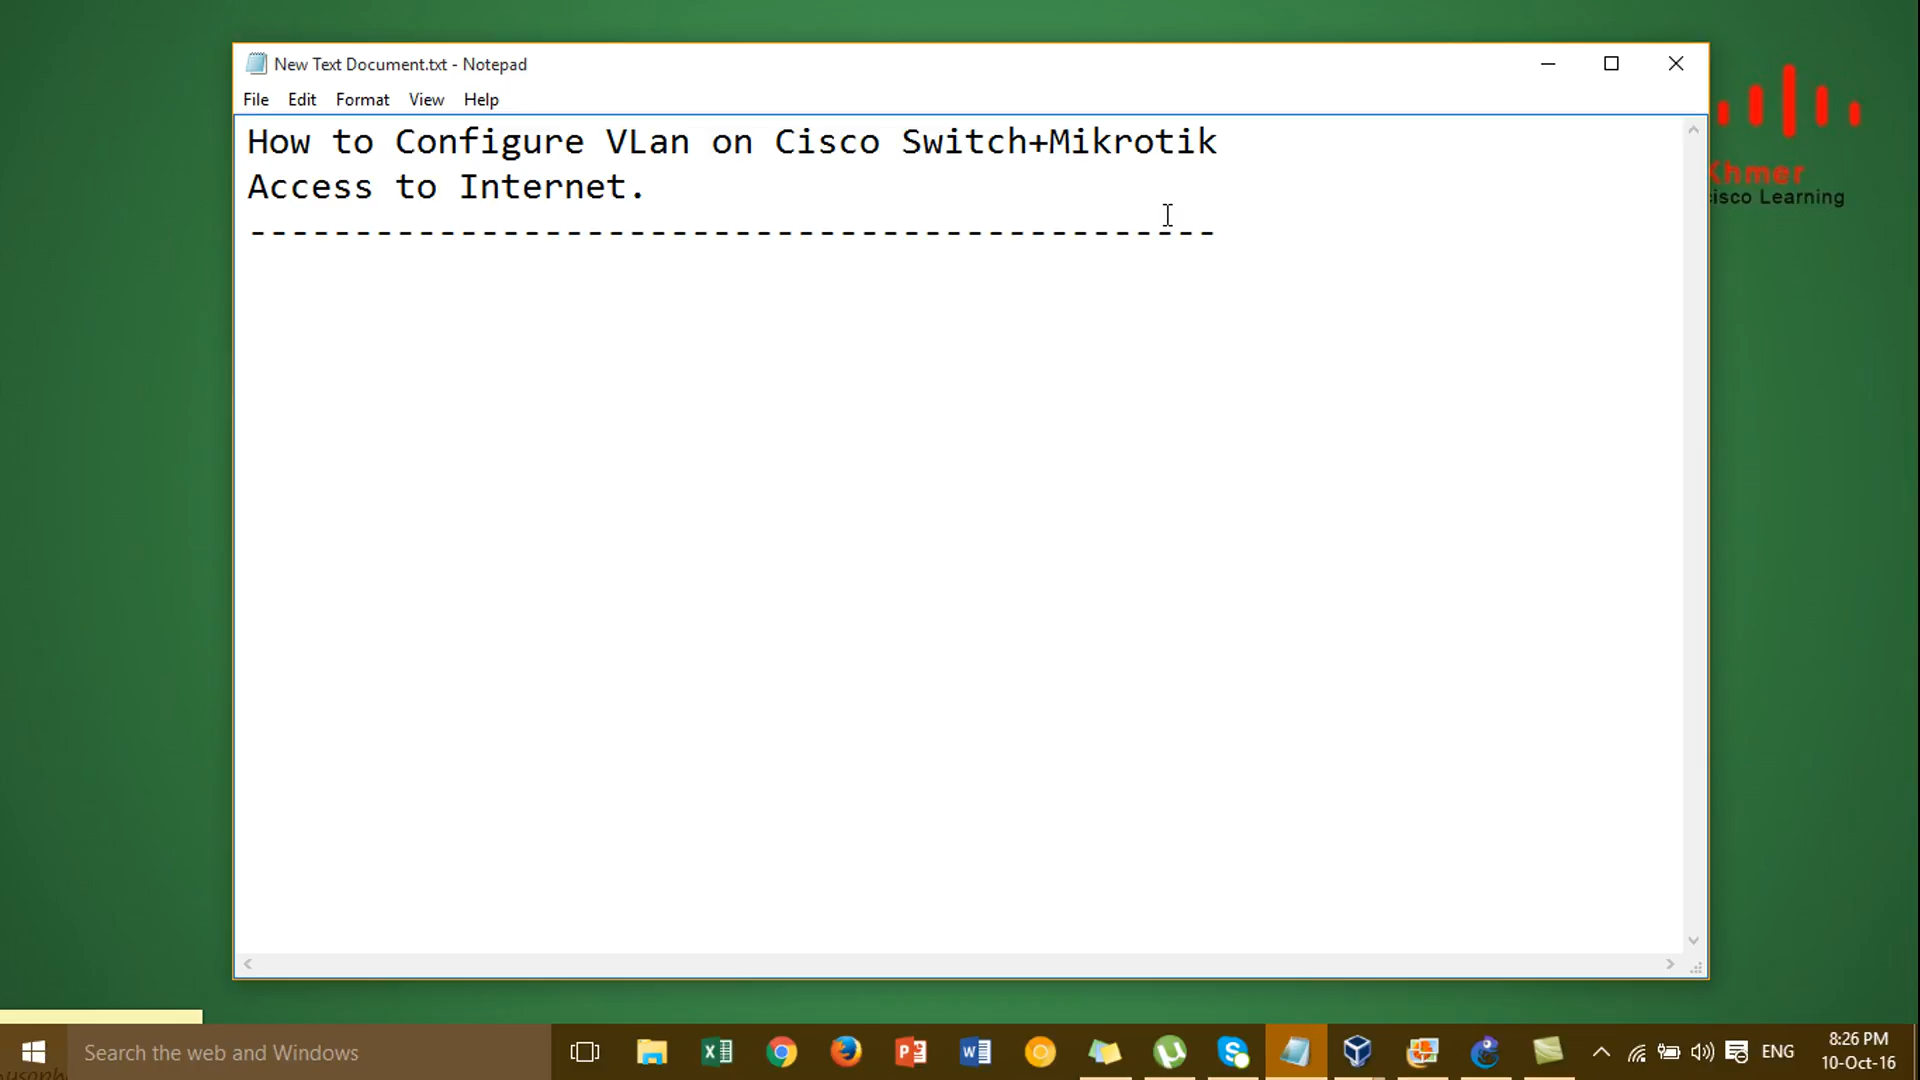 New Text Document.txt - Notepad
File Edit Format View Help
How to Configure VLan on Cisco Switch+Mikrotik
Access to Internet.
----------------------------------------------
Khmer
isco Learning
Search the web and Windows
ENG
8:26 PM
10-Oct-16